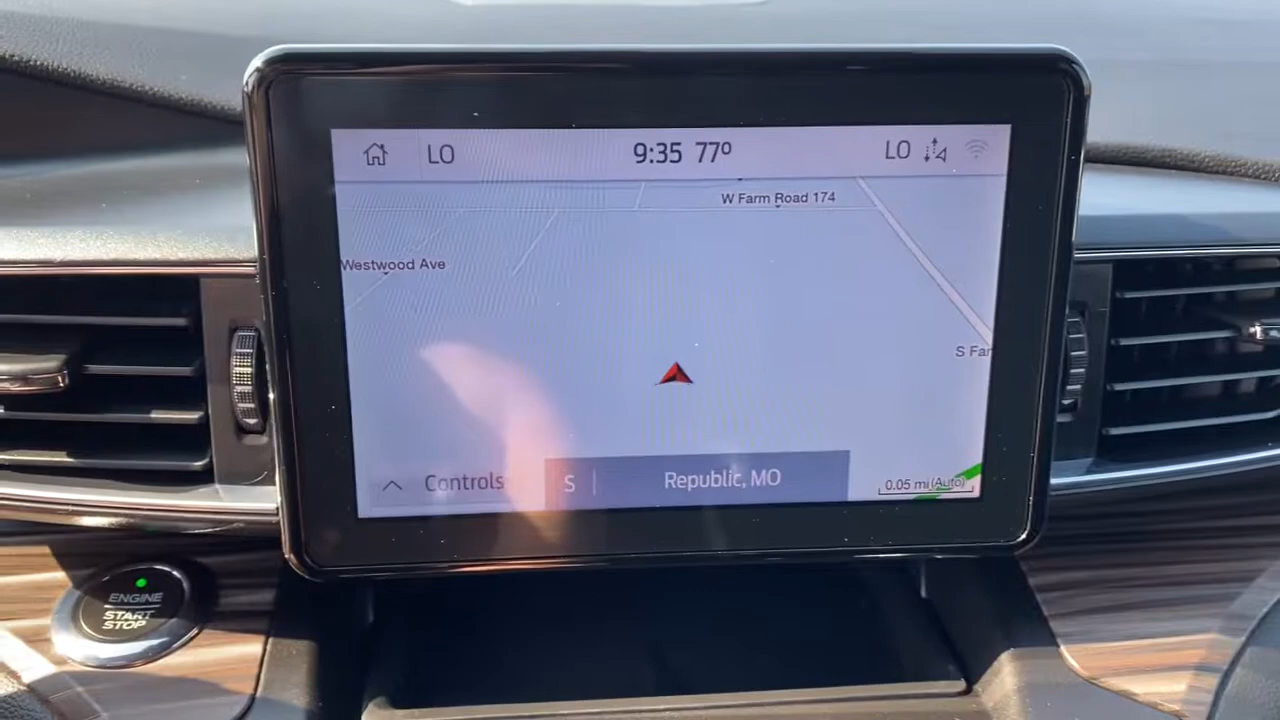 LO
9:35 77°
LO
W Farm Road 174
Westwood Ave
S Far
Controls
S
Republic, MO
0.05 mi(Auto)
ENGINE
START
STOP